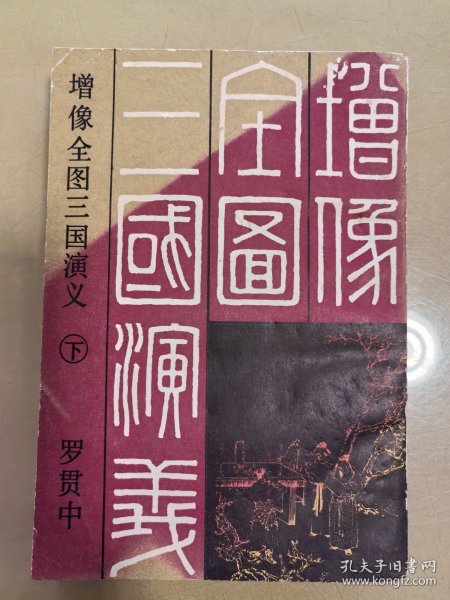 增像
全圖
三國演義
增像全图三国演义 下
罗贯中
孔夫子旧书网
www.kongfz.com